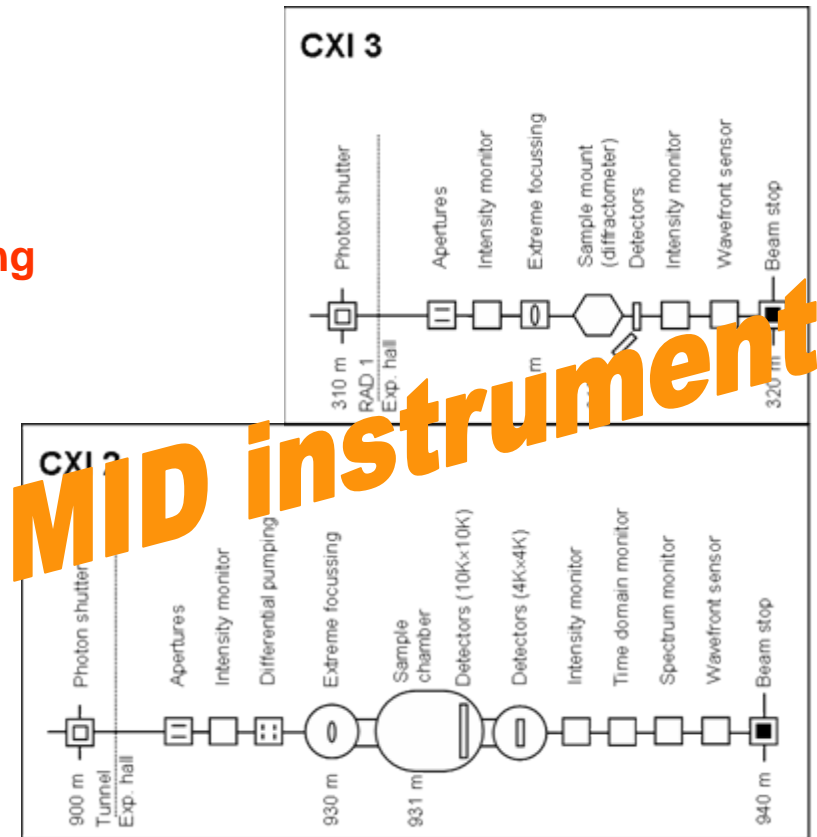 CXI 3
ng
Photon shutter
Apertures
Intensity monitor
Extreme focussing
Sample mount
(diffractometer)
Detectors
Intensity monitor
Wavefront sensor
Beam stop
310 m
RAD 1
Exp. hall
m
320 m
MID instrument
CXI 2
Photon shutter
Apertures
Intensity monitor
Differential pumping
Extreme focussing
Sample
chamber
Detectors (10K×10K)
Detectors (4K×4K)
Intensity monitor
Time domain monitor
Spectrum monitor
Wavefront sensor
Beam stop
900 m
Tunnel
Exp. hall
930 m
931 m
940 m